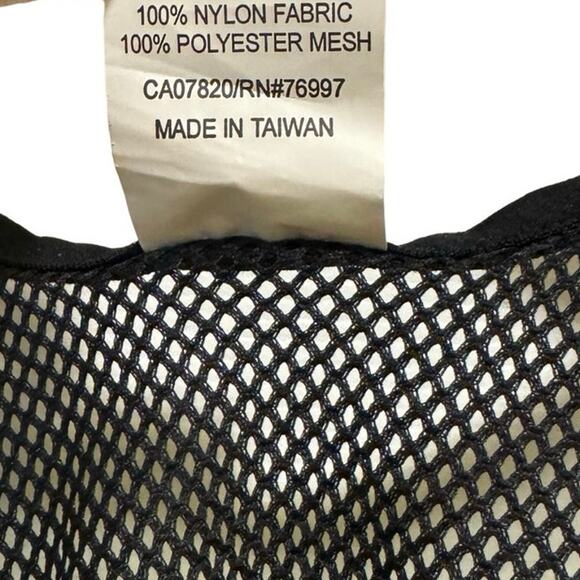 100% NYLON FABRIC
100% POLYESTER MESH
CA07820/RN#76997
MADE IN TAIWAN